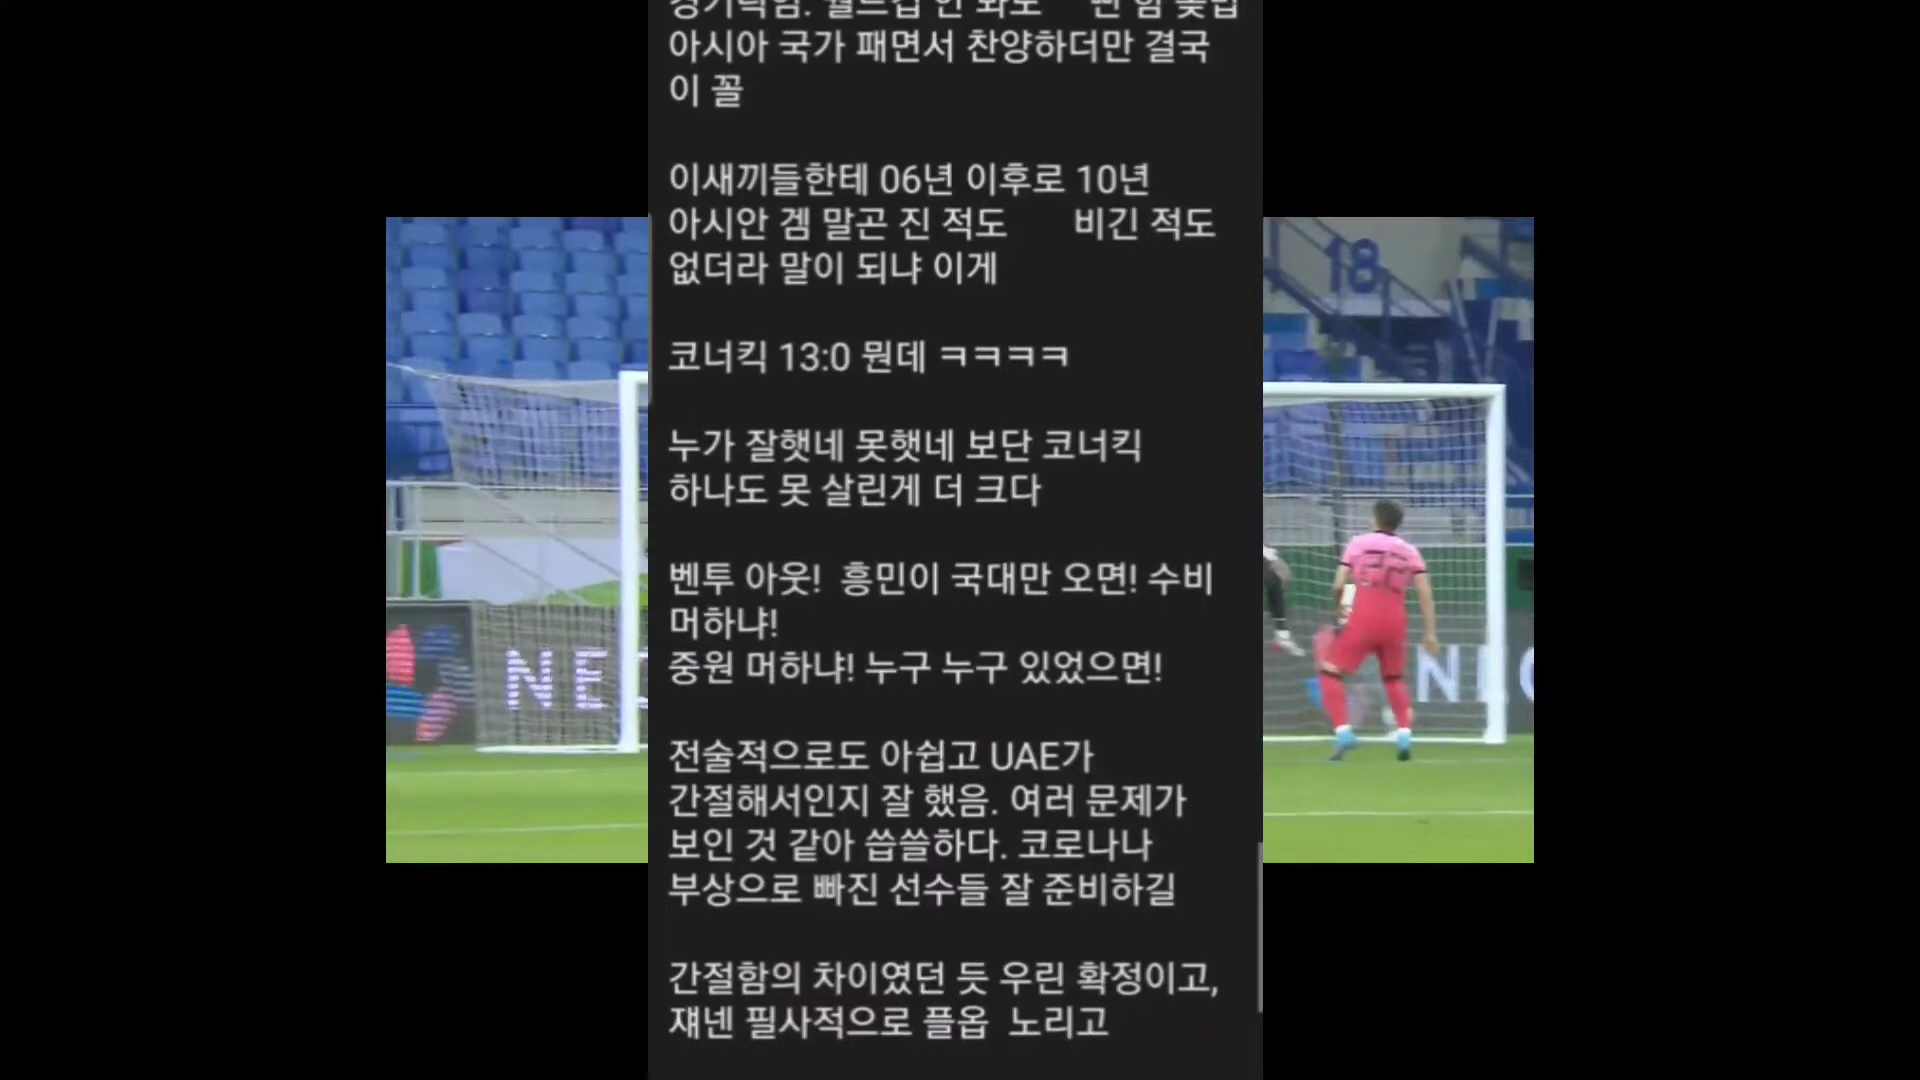 아시아 국가 패면서 찬양하더만 결국
이 꼴
이새끼들한테 06년 이후로 10년
아시안 겜 말곤 진 적도 비긴 적도
없더라 말이 되냐 이게
코너킥 13:0 뭔데 ㅋㅋㅋㅋ
누가 잘햇네 못햇네 보단 코너킥
하나도 못 살린게 더 크다
벤투 아웃! 흥민이 국대만 오면! 수비
머하냐!
중원 머하냐! 누구 누구 있었으면!
전술적으로도 아쉽고 UAE가
간절해서인지 잘 했음. 여러 문제가
보인 것 같아 씁쓸하다. 코로나나
부상으로 빠진 선수들 잘 준비하길
간절함의 차이였던 듯 우린 확정이고,
쟤넨 필사적으로 플옵 노리고
18
22